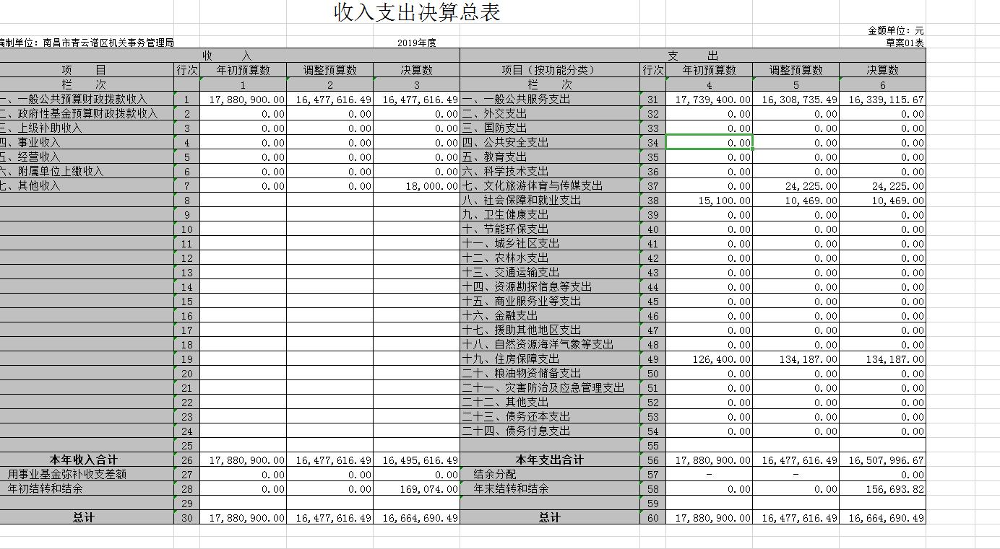 收入支出决算总表
金额单位：元
编制单位：南昌市青云谱区机关事务管理局 2019年度 草案01表
收 入 支 出
项 目 行次 年初预算数 调整预算数 决算数 项目（按功能分类） 行次 年初预算数 调整预算数 决算数
栏 次 1 2 3 栏 次 4 5 6
一、一般公共预算财政拨款收入 1 17,880,900.00 16,477,616.49 16,477,616.49 一、一般公共服务支出 31 17,739,400.00 16,308,735.49 16,339,115.67
二、政府性基金预算财政拨款收入 2 0.00 0.00 0.00 二、外交支出 32 0.00 0.00 0.00
三、上级补助收入 3 0.00 0.00 0.00 三、国防支出 33 0.00 0.00 0.00
四、事业收入 4 0.00 0.00 0.00 四、公共安全支出 34 0.00 0.00 0.00
五、经营收入 5 0.00 0.00 0.00 五、教育支出 35 0.00 0.00 0.00
六、附属单位上缴收入 6 0.00 0.00 0.00 六、科学技术支出 36 0.00 0.00 0.00
七、其他收入 7 0.00 0.00 18,000.00 七、文化旅游体育与传媒支出 37 0.00 24,225.00 24,225.00
8 八、社会保障和就业支出 38 15,100.00 10,469.00 10,469.00
9 九、卫生健康支出 39 0.00 0.00 0.00
10 十、节能环保支出 40 0.00 0.00 0.00
11 十一、城乡社区支出 41 0.00 0.00 0.00
12 十二、农林水支出 42 0.00 0.00 0.00
13 十三、交通运输支出 43 0.00 0.00 0.00
14 十四、资源勘探信息等支出 44 0.00 0.00 0.00
15 十五、商业服务业等支出 45 0.00 0.00 0.00
16 十六、金融支出 46 0.00 0.00 0.00
17 十七、援助其他地区支出 47 0.00 0.00 0.00
18 十八、自然资源海洋气象等支出 48 0.00 0.00 0.00
19 十九、住房保障支出 49 126,400.00 134,187.00 134,187.00
20 二十、粮油物资储备支出 50 0.00 0.00 0.00
21 二十一、灾害防治及应急管理支出 51 0.00 0.00 0.00
22 二十二、其他支出 52 0.00 0.00 0.00
23 二十三、债务还本支出 53 0.00 0.00 0.00
24 二十四、债务付息支出 54 0.00 0.00 0.00
25 55
本年收入合计 26 17,880,900.00 16,477,616.49 16,495,616.49 本年支出合计 56 17,880,900.00 16,477,616.49 16,507,996.67
用事业基金弥补收支差额 27 0.00 0.00 0.00 结余分配 57 － － 0.00
年初结转和结余 28 0.00 0.00 169,074.00 年末结转和结余 58 0.00 0.00 156,693.82
29 59
总计 30 17,880,900.00 16,477,616.49 16,664,690.49 总计 60 17,880,900.00 16,477,616.49 16,664,690.49